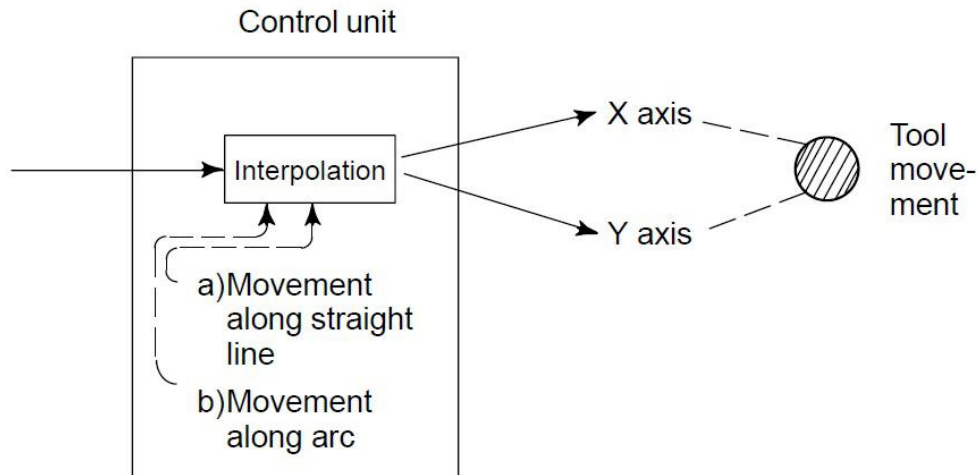 Control unit
Interpolation
X axis
Y axis
Tool
move-
ment
a)Movement
along straight
line
b)Movement
along arc